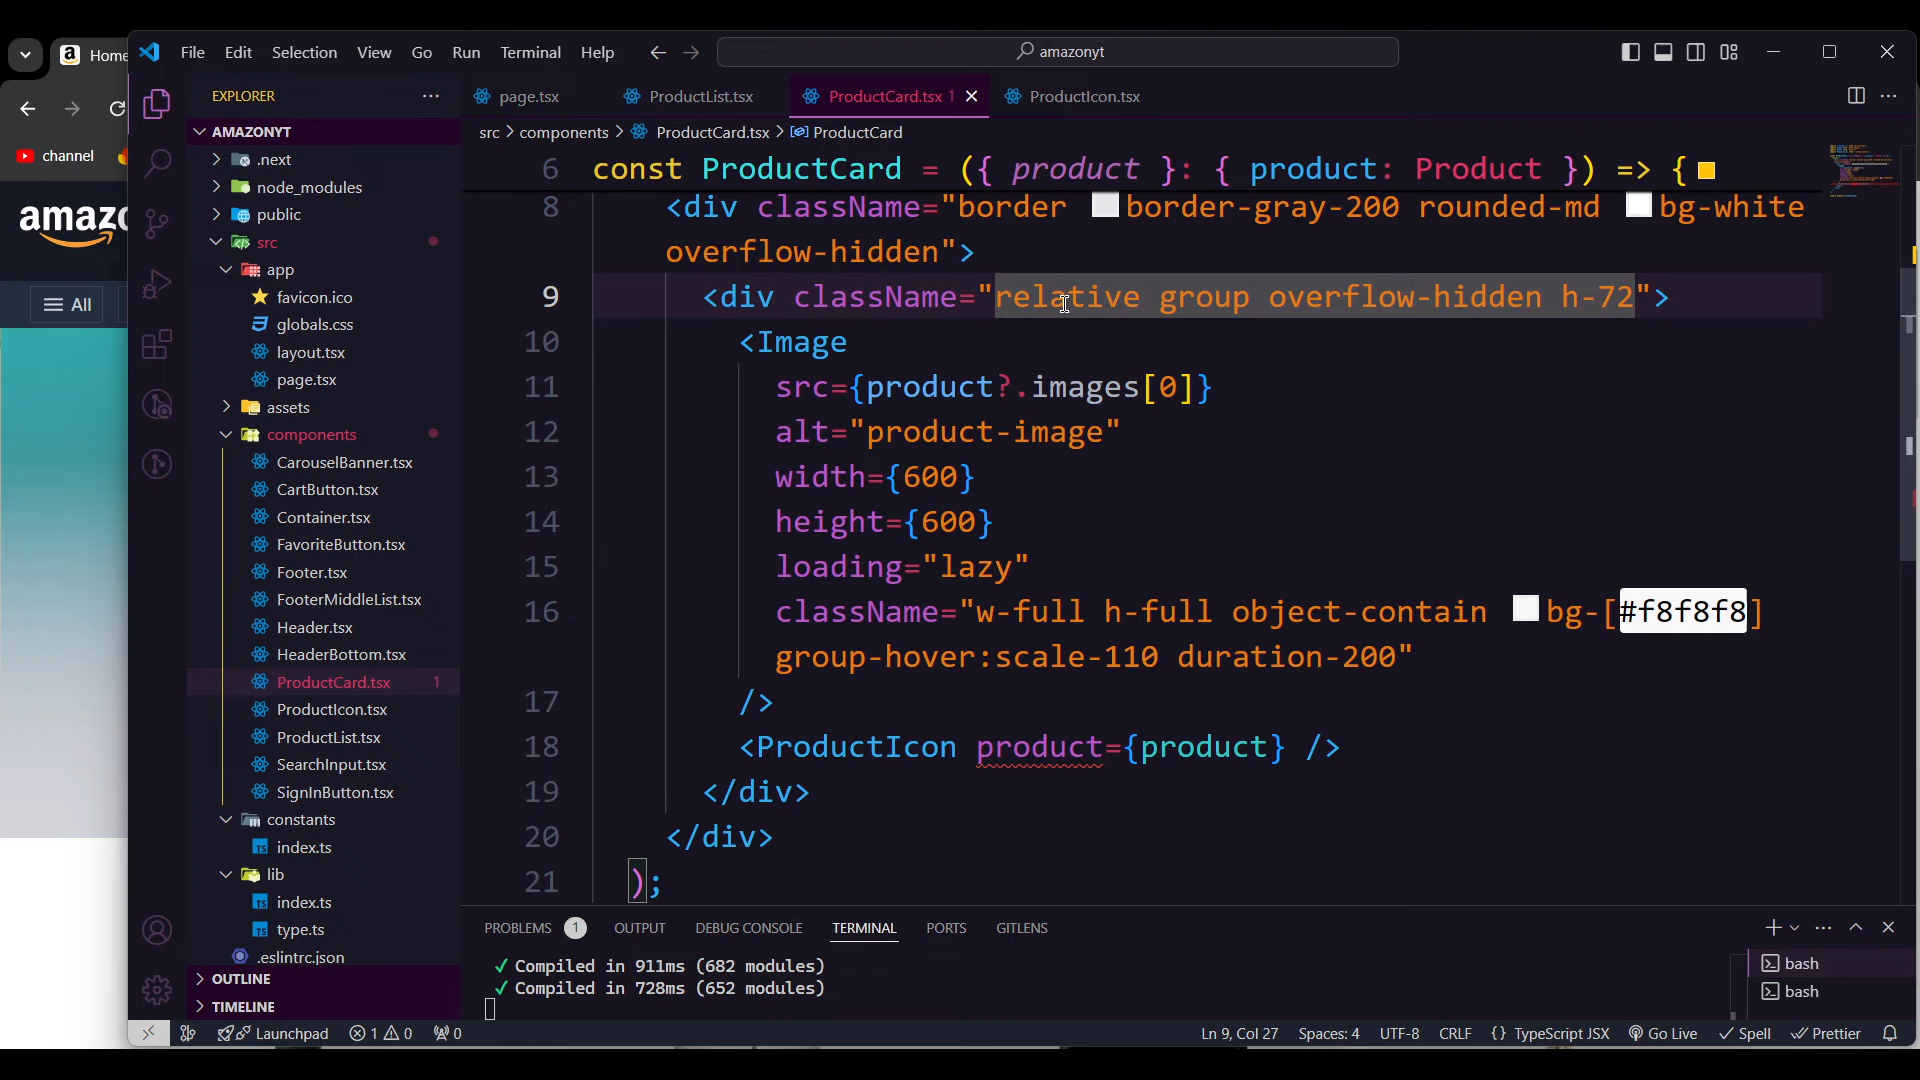 Home
File Edit Selection View Go Run Terminal Help
amazonyt
EXPLORER
page.tsx
ProductList.tsx
ProductCard.tsx 1
ProductIcon.tsx
channel
AMAZONYT
src > components > ProductCard.tsx > ProductCard
.next
node_modules
public
src
app
favicon.ico
globals.css
layout.tsx
page.tsx
assets
components
CarouselBanner.tsx
CartButton.tsx
Container.tsx
FavoriteButton.tsx
Footer.tsx
FooterMiddleList.tsx
Header.tsx
HeaderBottom.tsx
ProductCard.tsx 1
ProductIcon.tsx
ProductList.tsx
SearchInput.tsx
SignInButton.tsx
constants
index.ts
lib
index.ts
type.ts
.eslintrc.json
OUTLINE
TIMELINE
All
6 const ProductCard = ({ product }: { product: Product }) => {
8 <div className="border border-gray-200 rounded-md bg-white
overflow-hidden">
9 <div className="relative group overflow-hidden h-72">
10 <Image
11 src={product?.images[0]}
12 alt="product-image"
13 width={600}
14 height={600}
15 loading="lazy"
16 className="w-full h-full object-contain bg-[#f8f8f8]
group-hover:scale-110 duration-200"
17 />
18 <ProductIcon product={product} />
19 </div>
20 </div>
21 );
PROBLEMS 1 OUTPUT DEBUG CONSOLE TERMINAL PORTS GITLENS
✓ Compiled in 911ms (682 modules)
✓ Compiled in 728ms (652 modules)
bash
bash
Launchpad 1 0 0
Ln 9, Col 27 Spaces: 4 UTF-8 CRLF {} TypeScript JSX Go Live Spell Prettier